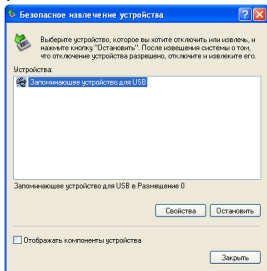 Безопасное извлечение устройства
Выберите устройство, которое вы хотите отключить или извлечь, и
нажмите кнопку "Остановить". После извещения системы о том,
что отключение устройства разрешено, отключите и извлеките его.
Устройства:
Запоминающее устройство для USB
Запоминающее устройство для USB в Размещение 0
Свойства
Остановить
Отображать компоненты устройства
Закрыть